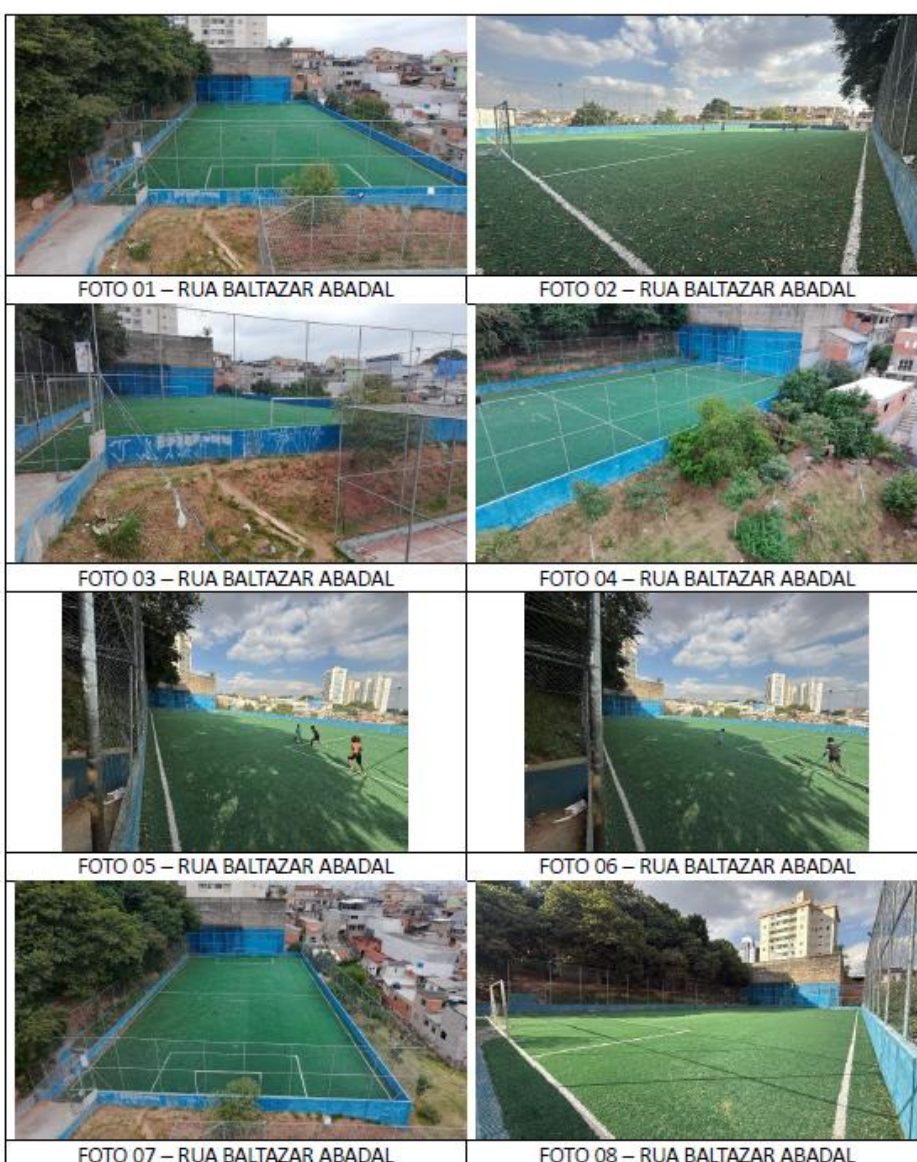 FOTO 01 – RUA BALTAZAR ABADAL
FOTO 02 – RUA BALTAZAR ABADAL
FOTO 03 – RUA BALTAZAR ABADAL
FOTO 04 – RUA BALTAZAR ABADAL
FOTO 05 – RUA BALTAZAR ABADAL
FOTO 06 – RUA BALTAZAR ABADAL
FOTO 07 – RUA BALTAZAR ABADAL
FOTO 08 – RUA BALTAZAR ABADAL